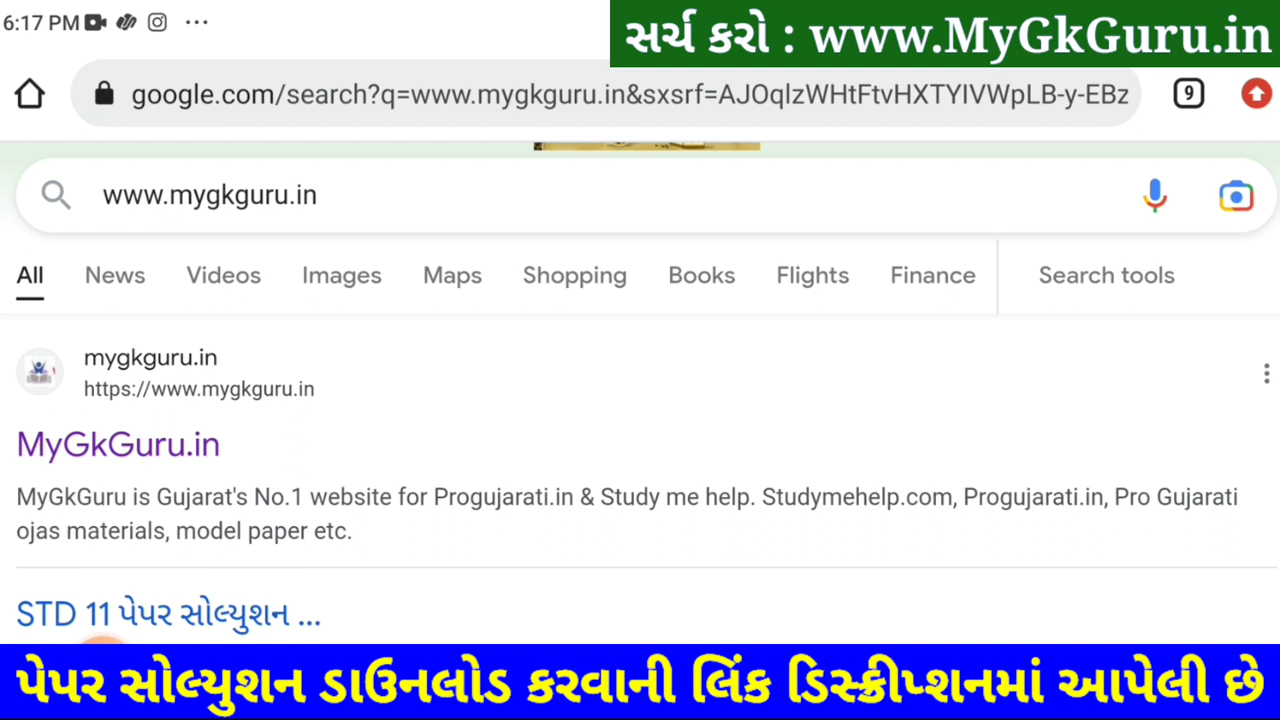 6:17 PM
સર્ચ કરો : www.MyGkGuru.in
google.com/search?q=www.mygkguru.in&sxsrf=AJOqlzWHtFtvHXTYIVWpLB-y-EBz
9
www.mygkguru.in
All News Videos Images Maps Shopping Books Flights Finance Search tools
mygkguru.in
https://www.mygkguru.in
MyGkGuru.in
MyGkGuru is Gujarat's No.1 website for Progujarati.in & Study me help. Studymehelp.com, Progujarati.in, Pro Gujarati
ojas materials, model paper etc.
STD 11 પેપર સોલ્યુશન ...
પેપર સોલ્યુશન ડાઉનલોડ કરવાની લિંક ડિસ્ક્રીપ્શનમાં આપેલી છે